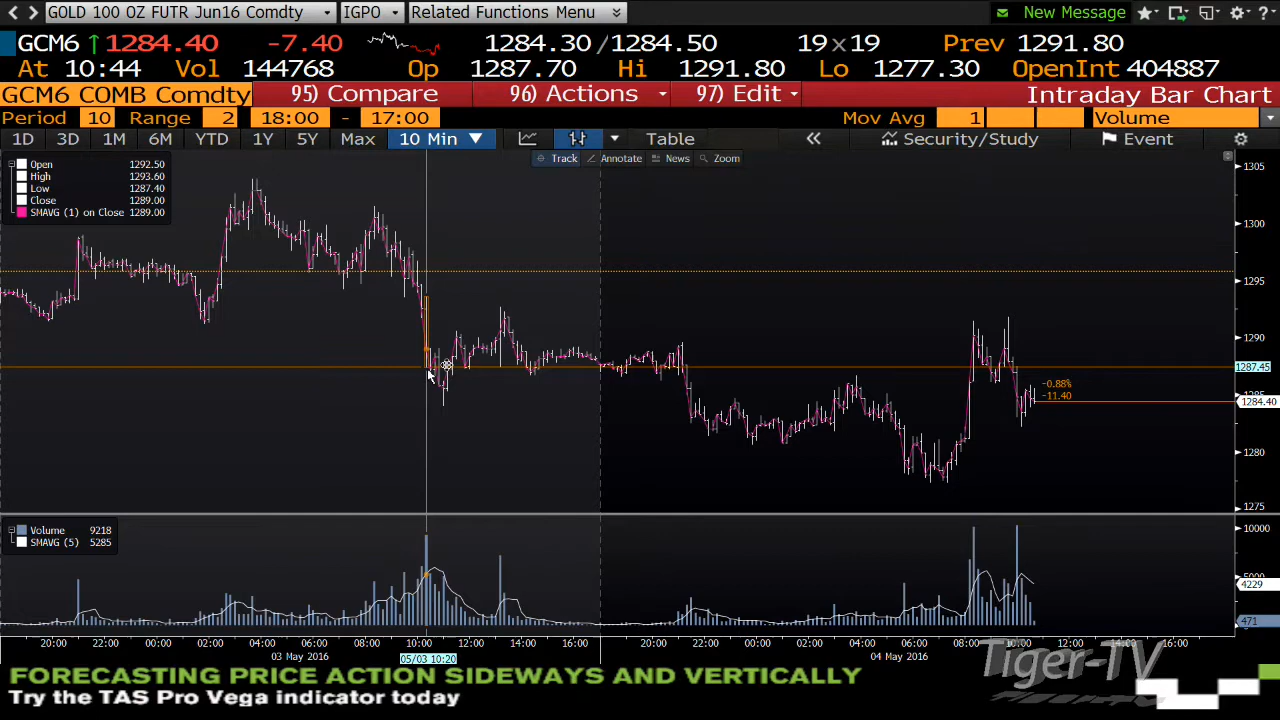 GOLD 100 OZ FUTR Jun16 Comdty IGPO Related Functions Menu New Message
GCM6 ↑1284.40 -7.40 1284.30/1284.50 19x19 Prev 1291.80
At 10:44 Vol 144768 Op 1287.70 Hi 1291.80 Lo 1277.30 OpenInt 404887
GCM6 COMB Comdty 95) Compare 96) Actions 97) Edit Intraday Bar Chart
Period 10 Range 2 18:00 - 17:00 Mov Avg 1 Volume
1D 3D 1M 6M YTD 1Y 5Y Max 10 Min Table « Security/Study Event
Track Annotate News Zoom
Open 1292.50
High 1293.60
Low 1287.40
Close 1289.00
SMAVG (1) on Close 1289.00
1305
1300
1295
1290
1287.45
-0.88%
-11.40
1284.40
1280
1275
Volume 9218
SMAVG (5) 5285
10000
4229
471
20:00 22:00 00:00 02:00 04:00 06:00 08:00 10:00 12:00 14:00 16:00 20:00 22:00 00:00 02:00 04:00 06:00 08:00 10:00 12:00 14:00 16:00
03 May 2016 05/03 10:20 04 May 2016
Tiger-TV
FORECASTING PRICE ACTION SIDEWAYS AND VERTICALLY
Try the TAS Pro Vega indicator today